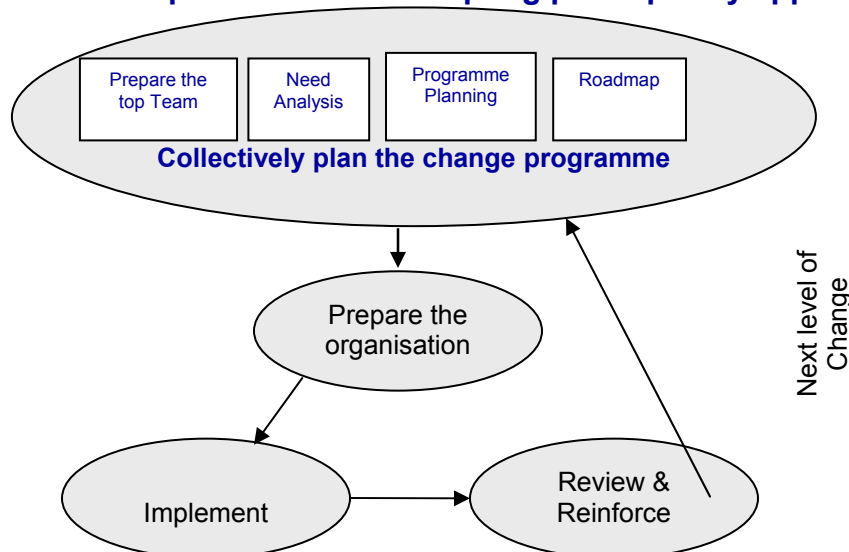 Prepare the
top Team
Need
Analysis
Programme
Planning
Roadmap
Collectively plan the change programme
Prepare the
organisation
Next level of
Change
Implement
Review &
Reinforce